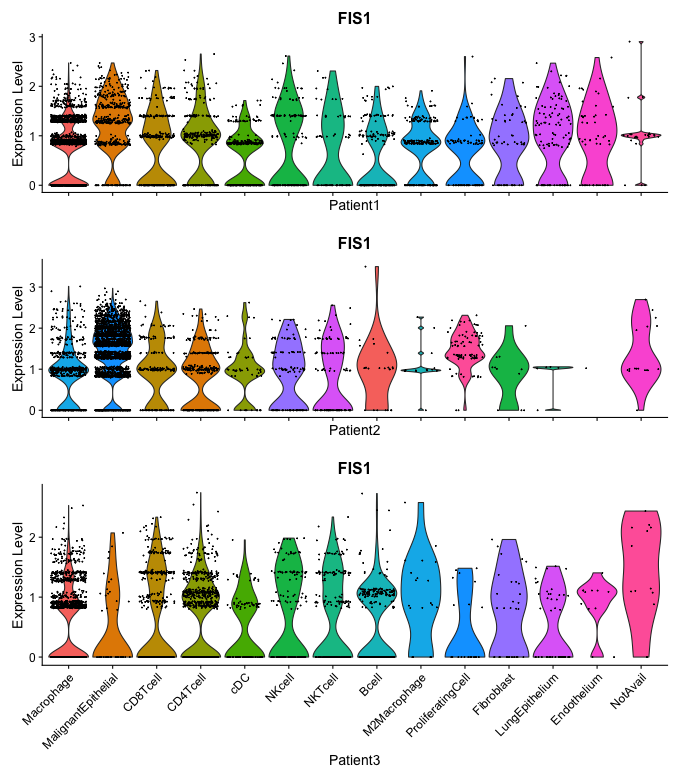 FIS1
Expression Level
3
2
1
0
Patient1
FIS1
Expression Level
3
2
1
0
Patient2
FIS1
Expression Level
2
1
0
Macrophage
MalignantEpithelial
CD8Tcell
CD4Tcell
cDC
NKcell
NKTcell
Bcell
M2Macrophage
ProliferatingCell
Fibroblast
LungEpithelium
Endothelium
NotAvail
Patient3